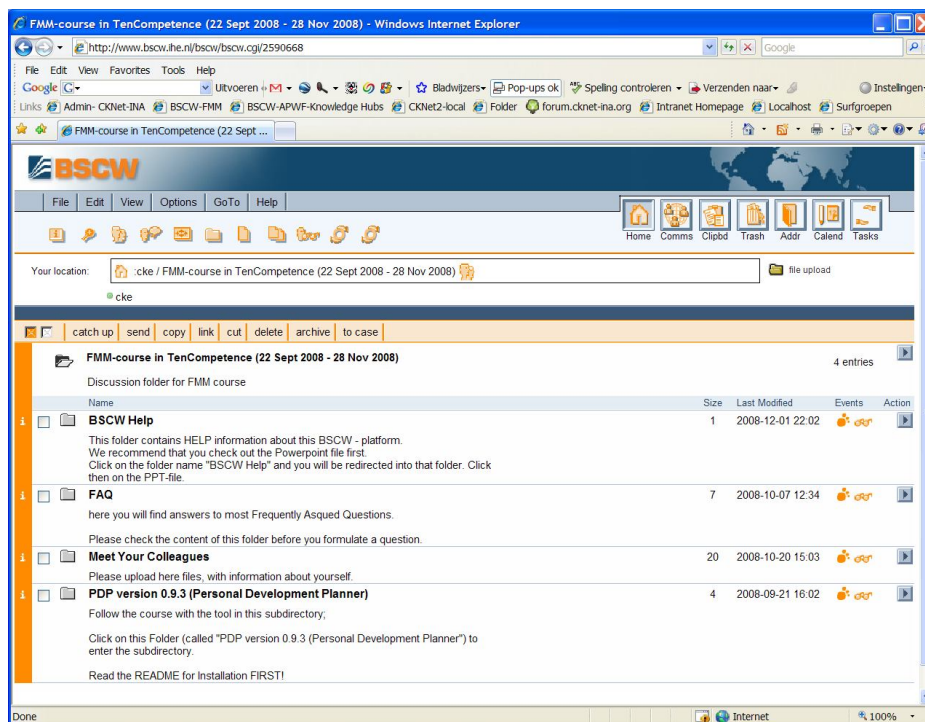 FMM-course in TenCompetence (22 Sept 2008 - 28 Nov 2008) - Windows Internet Explorer
http://www.bscw.ihe.nl/bscw/bscw.cgi/2590668
Google
File Edit View Favorites Tools Help
Google G Uitvoeren Bladwijzers Pop-ups ok Spelling controleren Verzenden naar Instellingen
Links Admin- CKNet-INA BSCW-FMM BSCW-APWF-Knowledge Hubs CKNet2-local Folder forum.cknet-ina.org Intranet Homepage Localhost Surfgroepen
FMM-course in TenCompetence (22 Sept ...
BSCW
File Edit View Options GoTo Help
Home Comms Clipbd Trash Addr Calend Tasks
Your location: :cke / FMM-course in TenCompetence (22 Sept 2008 - 28 Nov 2008) file upload
cke
catch up send copy link cut delete archive to case
FMM-course in TenCompetence (22 Sept 2008 - 28 Nov 2008) 4 entries
Discussion folder for FMM course
Name Size Last Modified Events Action
BSCW Help 1 2008-12-01 22:02
This folder contains HELP information about this BSCW - platform.
We recommend that you check out the Powerpoint file first.
Click on the folder name "BSCW Help" and you will be redirected into that folder. Click
then on the PPT-file.
FAQ 7 2008-10-07 12:34
here you will find answers to most Frequently Asqued Questions.
Please check the content of this folder before you formulate a question.
Meet Your Colleagues 20 2008-10-20 15:03
Please upload here files, with information about yourself.
PDP version 0.9.3 (Personal Development Planner) 4 2008-09-21 16:02
Follow the course with the tool in this subdirectory;
Click on this Folder (called "PDP version 0.9.3 (Personal Development Planner") to
enter the subdirectory.
Read the README for Installation FIRST!
Done Internet 100%